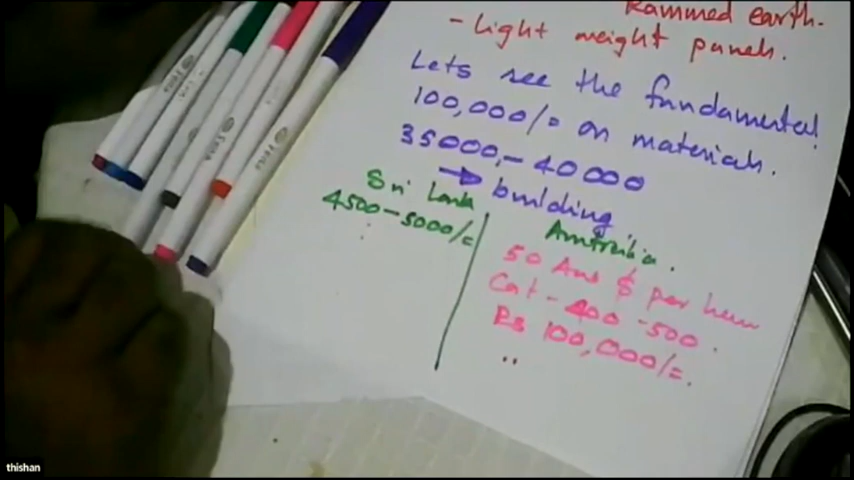 Rammed earth.
- light weight panels.
Lets see the fundamental
100,000/= on materials.
35000,- 40000
→ building
Sri Lanka
4500-5000/=
Australia.
50 Aus $ per hour
Cat - 400 - 500.
Rs 100,000/=.
thishan